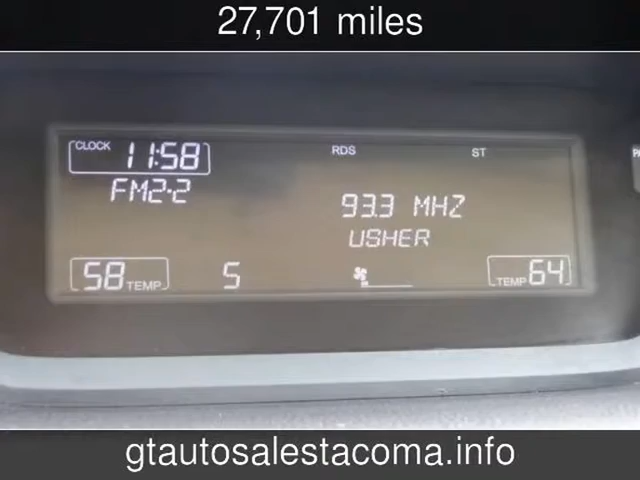 27,701 miles
CLOCK 11:58 RDS ST
FM2-2
93.3 MHZ
USHER
58 TEMP S TEMP 64
gtautosalestacoma.info